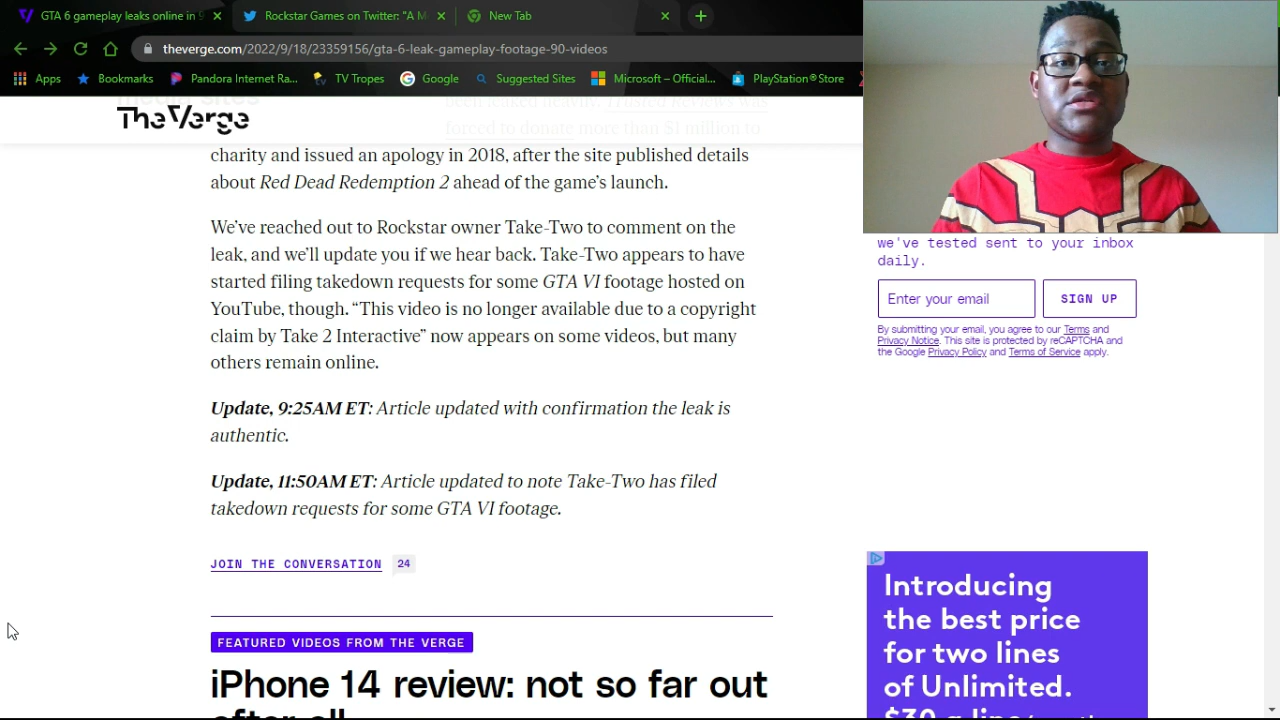 GTA 6 gameplay leaks online in 9
Rockstar Games on Twitter: "A M
New Tab
theverge.com/2022/9/18/23359156/gta-6-leak-gameplay-footage-90-videos
Apps
Bookmarks
Pandora Internet Ra...
TV Tropes
Google
Suggested Sites
Microsoft – Official...
PlayStation®Store
media sites
TheVerge
been leaked heavily. Trusted Reviews was
forced to donate more than $1 million to
charity and issued an apology in 2018, after the site published details
about Red Dead Redemption 2 ahead of the game's launch.
We've reached out to Rockstar owner Take-Two to comment on the
leak, and we'll update you if we hear back. Take-Two appears to have
started filing takedown requests for some GTA VI footage hosted on
YouTube, though. “This video is no longer available due to a copyright
claim by Take 2 Interactive” now appears on some videos, but many
others remain online.
Update, 9:25AM ET: Article updated with confirmation the leak is
authentic.
Update, 11:50AM ET: Article updated to note Take-Two has filed
takedown requests for some GTA VI footage.
JOIN THE CONVERSATION 24
FEATURED VIDEOS FROM THE VERGE
iPhone 14 review: not so far out
after all
we've tested sent to your inbox
daily.
Enter your email
SIGN UP
By submitting your email, you agree to our Terms and
Privacy Notice. This site is protected by reCAPTCHA and
the Google Privacy Policy and Terms of Service apply.
Introducing
the best price
for two lines
of Unlimited.
$30 a line